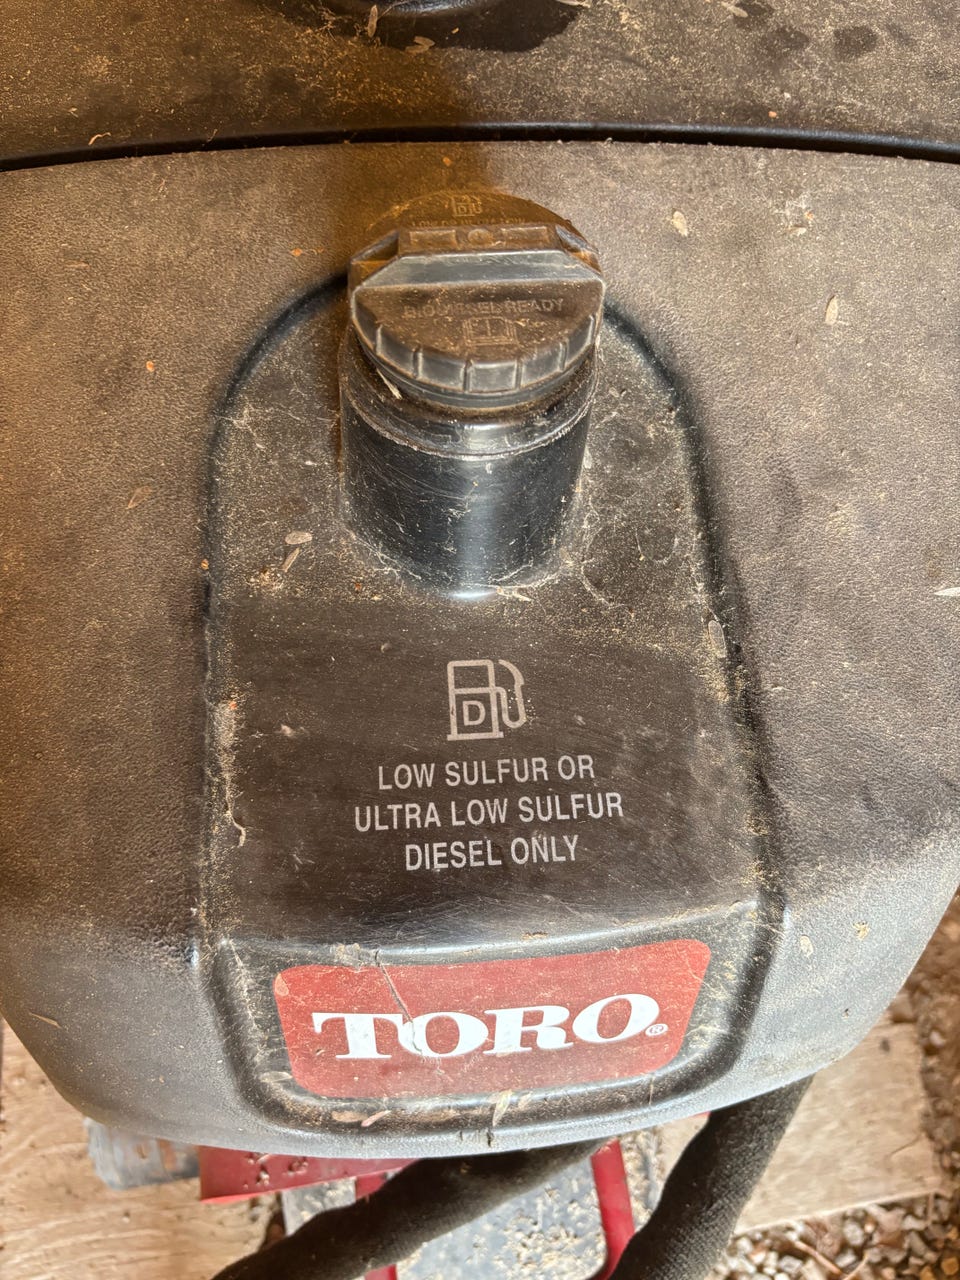 BIODIESEL READY
D
LOW SULFUR OR
ULTRA LOW SULFUR
DIESEL ONLY
TORO®